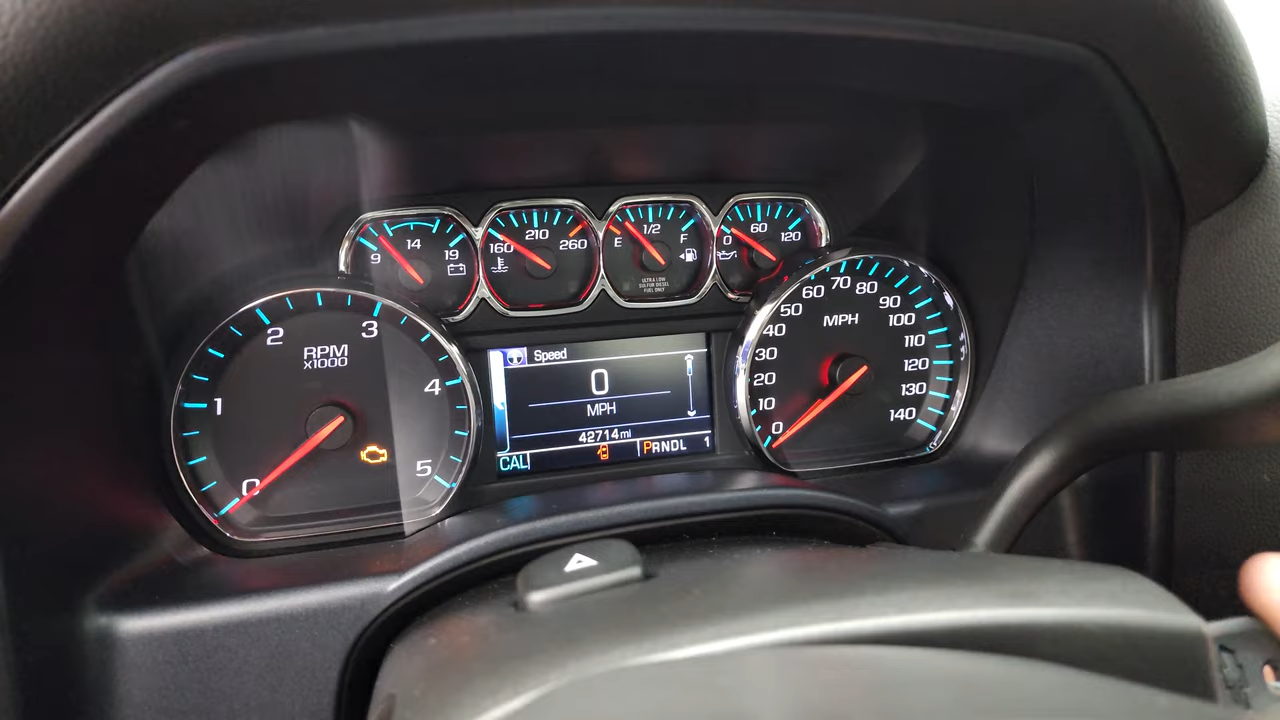 9 14 19
160 210 260
E 1/2 F
ULTRA LOW
SULFUR DIESEL
FUEL ONLY
0 60 120
0 1 2 3 4 5
RPM
x1000
Speed
0
MPH
42714 mi
CAL
PRNDL 1
MPH
0 10 20 30 40 50 60 70 80 90 100 110 120 130 140